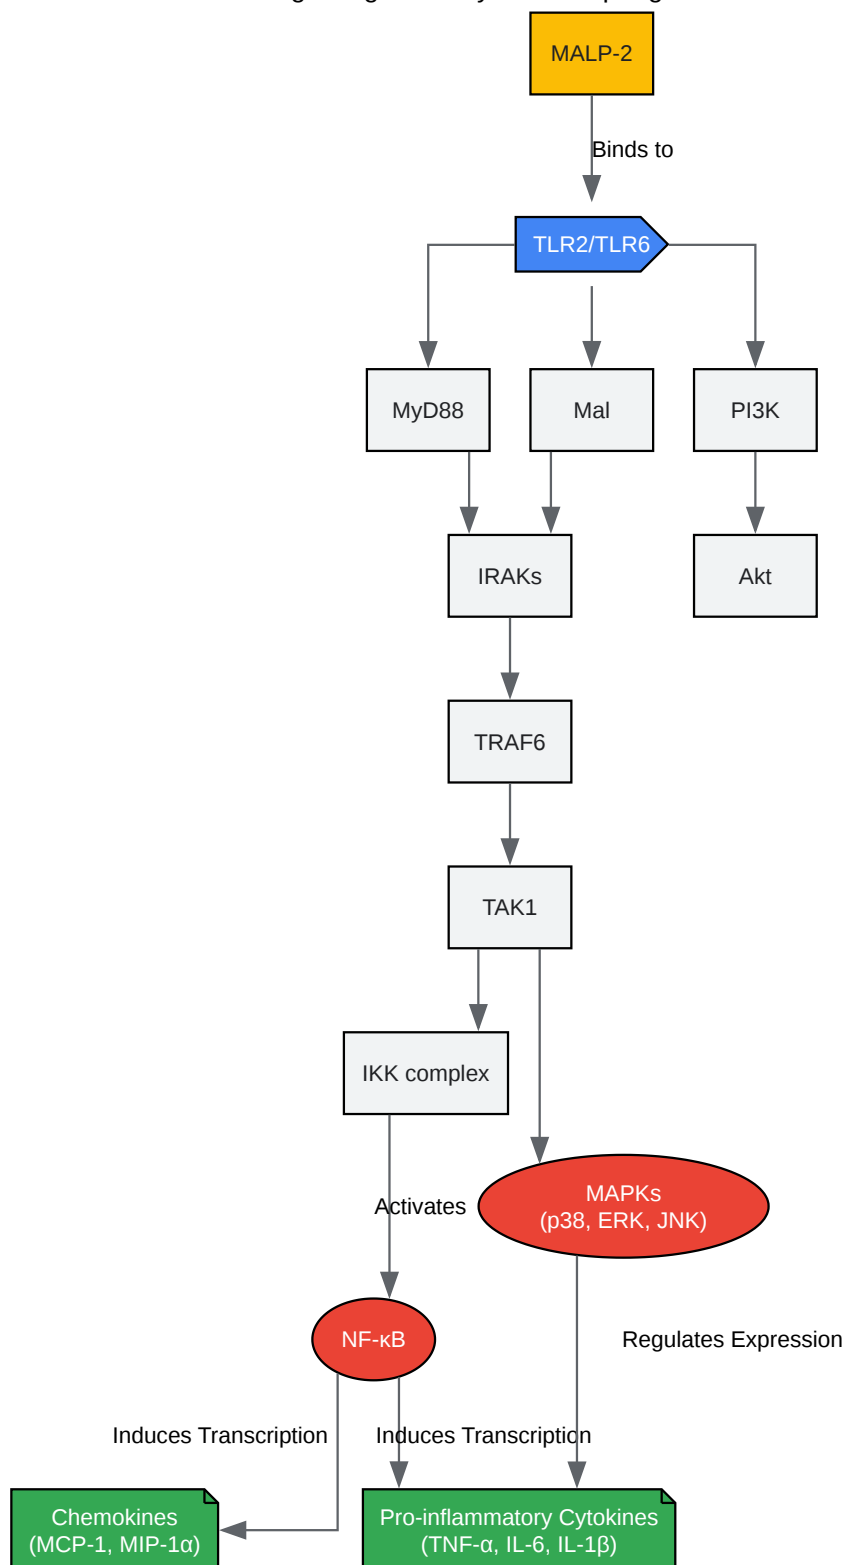 MALP-2
Binds to
TLR2/TLR6
MyD88
Mal
PI3K
IRAKs
Akt
TRAF6
TAK1
IKK complex
MAPKs
(p38, ERK, JNK)
Activates
NF-κB
Regulates Expression
Induces Transcription
Induces Transcription
Chemokines
(MCP-1, MIP-1α)
Pro-inflammatory Cytokines
(TNF-α, IL-6, IL-1β)